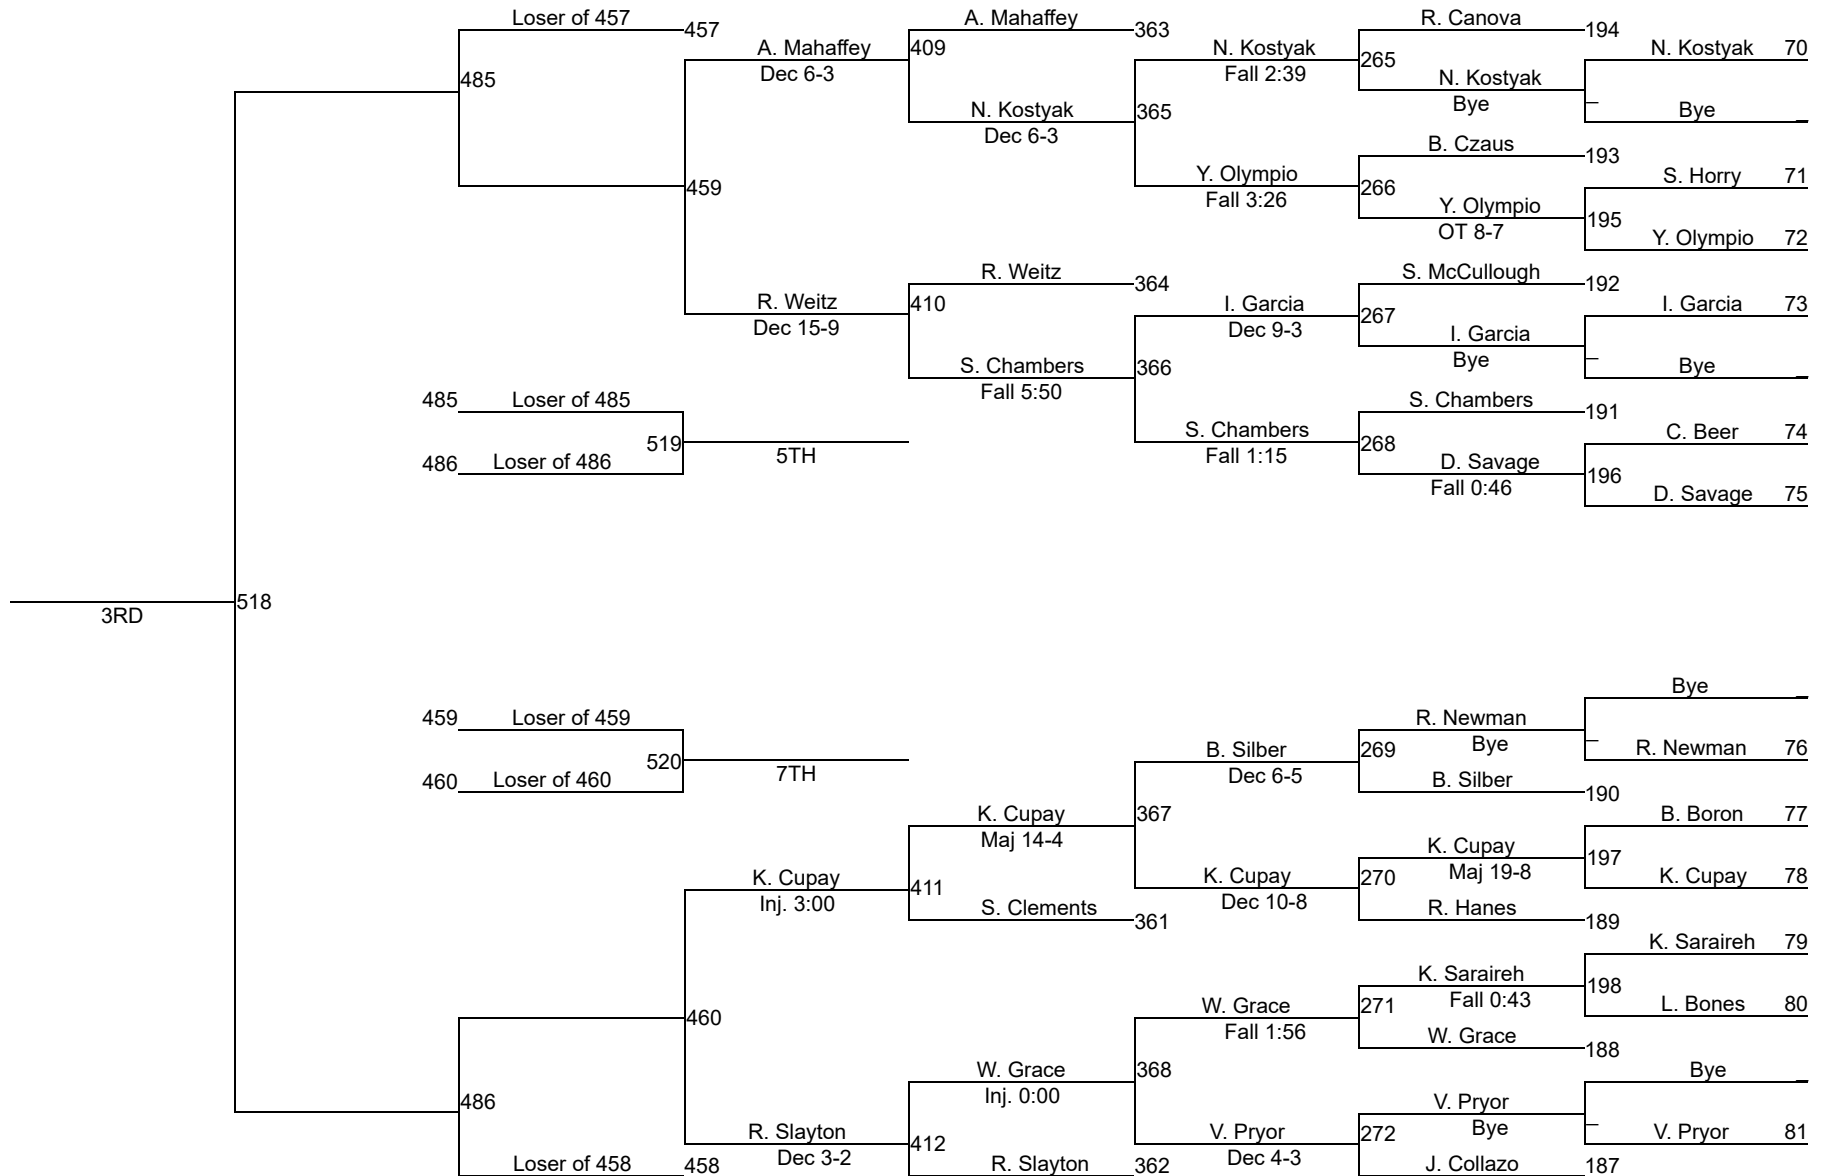 Loser of 457 457 A. Mahaffey 363 R. Canova 194
A. Mahaffey 409 N. Kostyak N. Kostyak 70
Dec 6-3 Fall 2:39 265
485 N. Kostyak
Bye _
N. Kostyak 365 Bye _
Dec 6-3
B. Czaus 193
Y. Olympio S. Horry 71
459 Fall 3:26 266
Y. Olympio 195
OT 8-7 Y. Olympio 72
R. Weitz 364 S. McCullough 192
R. Weitz 410 I. Garcia I. Garcia 73
Dec 15-9 Dec 9-3 267
I. Garcia
Bye _
S. Chambers 366 Bye _
Fall 5:50
485 Loser of 485 S. Chambers 191
519 5TH S. Chambers C. Beer 74
Fall 1:15 268
486 Loser of 486 D. Savage 196
Fall 0:46 D. Savage 75
518
3RD
Bye _
459 Loser of 459 R. Newman
Bye _
520 7TH B. Silber 269 R. Newman 76
Dec 6-5
460 Loser of 460 B. Silber 190
K. Cupay 367 B. Boron 77
Maj 14-4
K. Cupay 197
Maj 19-8
K. Cupay 411 K. Cupay 270 K. Cupay 78
Inj. 3:00 Dec 10-8
S. Clements 361 R. Hanes 189
K. Saraireh 79
K. Saraireh 198
Fall 0:43
460 W. Grace 271 L. Bones 80
Fall 1:56
W. Grace 188
W. Grace 368 Bye _
Inj. 0:00
486 V. Pryor
Bye _
R. Slayton 412 V. Pryor 272 V. Pryor 81
Dec 3-2 Dec 4-3
Loser of 458 458 R. Slayton 362 J. Collazo 187